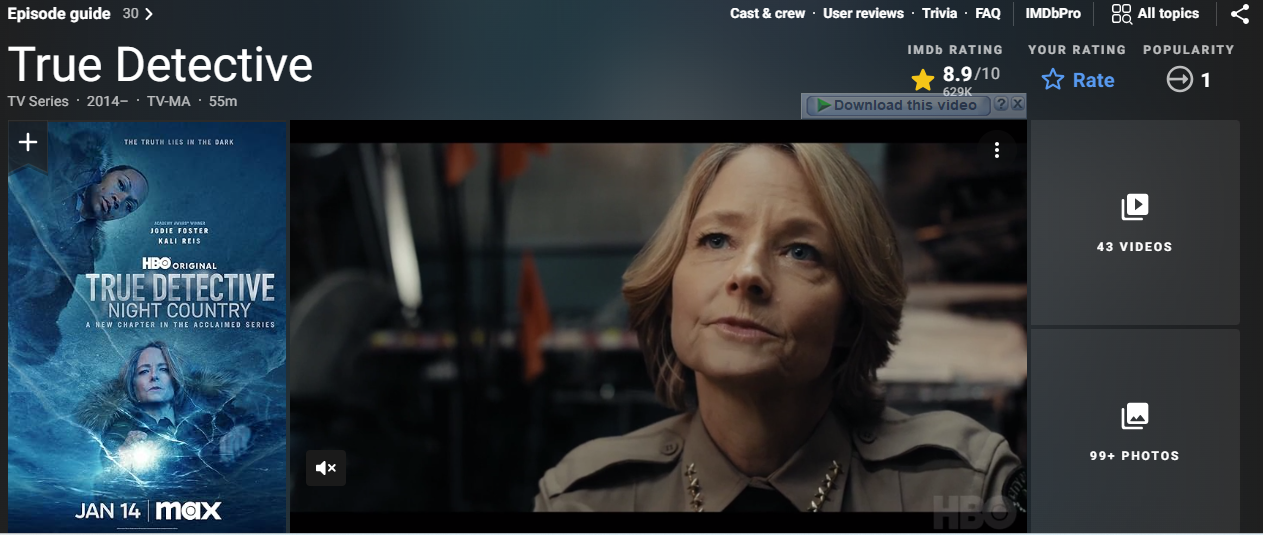 Episode guide 30
Cast & crew · User reviews · Trivia · FAQ IMDbPro All topics
True Detective
TV Series · 2014– · TV-MA · 55m
IMDb RATING
8.9/10
629K
YOUR RATING
Rate
POPULARITY
1
Download this video ? X
THE TRUTH LIES IN THE DARK
ACADEMY AWARD® WINNER
JODIE FOSTER
KALI REIS
HBO ORIGINAL
TRUE DETECTIVE
NIGHT COUNTRY
A NEW CHAPTER IN THE ACCLAIMED SERIES
JAN 14 | max
HBO
43 VIDEOS
99+ PHOTOS